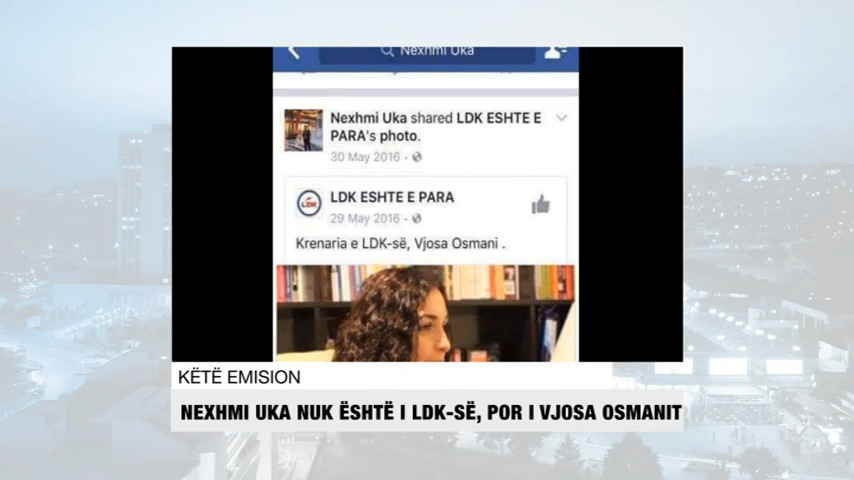 Nexhmi Uka
Nexhmi Uka shared LDK ESHTE E
PARA's photo.
30 May 2016
LDK
LDK ESHTE E PARA
29 May 2016
Krenaria e LDK-së, Vjosa Osmani .
KËTË EMISION
NEXHMI UKA NUK ËSHTË I LDK-SË, POR I VJOSA OSMANIT